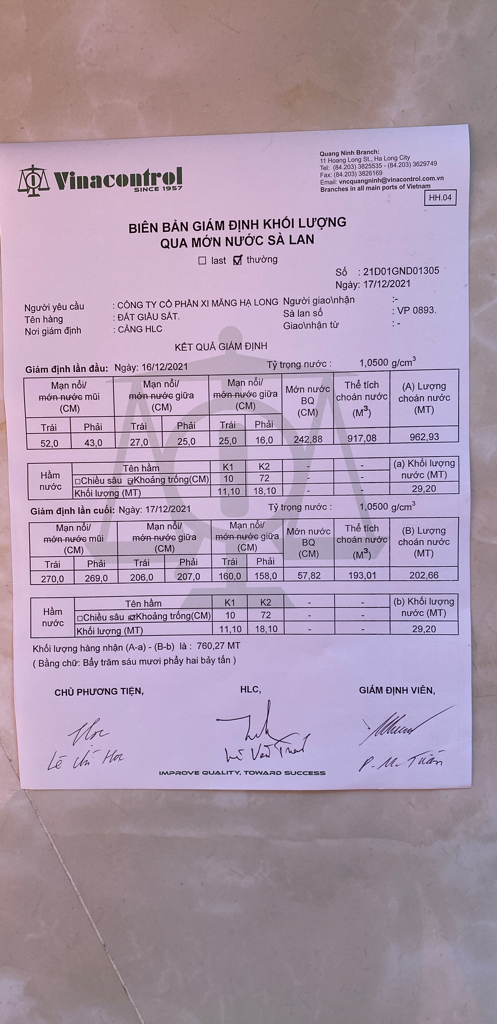 Vinacontrol
SINCE 1957
Quang Ninh Branch:
11 Hoang Long St., Ha Long City
Tel: (84.203) 3825535 - (84.203) 3629749
Fax: (84.203) 3826169
Email: vncquangninh@vinacontrol.com.vn
Branches in all main ports of Vietnam
HH.04
BIÊN BẢN GIÁM ĐỊNH KHỐI LƯỢNG
QUA MỚN NƯỚC SÀ LAN
□ last ☑ thường
Số : 21D01GND01305
Ngày: 17/12/2021
Người yêu cầu : CÔNG TY CỔ PHẦN XI MĂNG HẠ LONG Người giao\nhận :-
Tên hàng : ĐẤT GIÀU SẮT. Sà lan số : VP 0893.
Nơi giám định : CẢNG HLC Giao\nhận từ : -
KẾT QUẢ GIÁM ĐỊNH
Giám định lần đầu: Ngày: 16/12/2021 Tỷ trọng nước : 1,0500 g/cm³
Mạn nổi/ Mạn nổi/ Mạn nổi/ Mớn nước Thể tích (A) Lượng
mớn nước mũi mớn nước giữa mớn nước giữa BQ choán nước choán nước
(CM) (CM) (CM) (CM) (M³) (MT)
Trái Phải Trái Phải Trái Phải
52,0 43,0 27,0 25,0 25,0 16,0 242,88 917,08 962,93
Hầm nước Tên hầm K1 K2 - - (a) Khối lượng nước (MT)
□Chiều sâu ☑Khoảng trống(CM) 10 72 - -
Khối lượng (MT) 11,10 18,10 - - 29,20
Giám định lần cuối: Ngày: 17/12/2021 Tỷ trọng nước : 1,0500 g/cm³
Mạn nổi/ Mạn nổi/ Mạn nổi/ Mớn nước Thể tích (B) Lượng
mớn nước mũi mớn nước giữa mớn nước giữa BQ choán nước choán nước
(CM) (CM) (CM) (CM) (M³) (MT)
Trái Phải Trái Phải Trái Phải
270,0 269,0 206,0 207,0 160,0 158,0 57,82 193,01 202,66
Hầm nước Tên hầm K1 K2 - - (b) Khối lượng nước (MT)
□Chiều sâu ☑Khoảng trống(CM) 10 72 - -
Khối lượng (MT) 11,10 18,10 - - 29,20
Khối lượng hàng nhận (A-a) - (B-b) là : 760,27 MT
( Bằng chữ: Bẩy trăm sáu mươi phẩy hai bảy tấn )
CHỦ PHƯƠNG TIỆN, HLC, GIÁM ĐỊNH VIÊN,
P.M. Tuấn
IMPROVE QUALITY, TOWARD SUCCESS